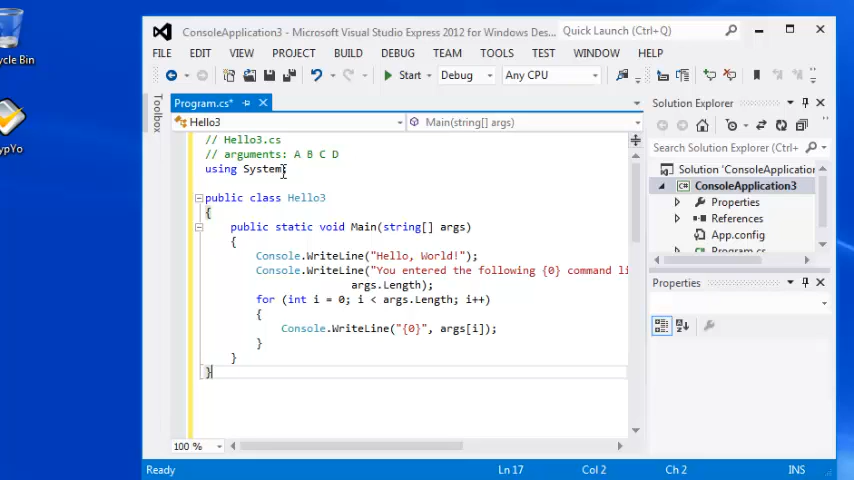 cycle Bin
ConsoleApplication3 - Microsoft Visual Studio Express 2012 for Windows Des...
Quick Launch (Ctrl+Q)
FILE EDIT VIEW PROJECT BUILD DEBUG TEAM TOOLS TEST WINDOW HELP
Start Debug Any CPU
Toolbox
Program.cs*
Hello3
Main(string[] args)
// Hello3.cs
// arguments: A B C D
using System;
public class Hello3
{
public static void Main(string[] args)
{
Console.WriteLine("Hello, World!");
Console.WriteLine("You entered the following {0} command li
args.Length);
for (int i = 0; i < args.Length; i++)
{
Console.WriteLine("{0}", args[i]);
}
}
}
100 %
Solution Explorer
Search Solution Explorer (Ctrl+;)
Solution 'ConsoleApplication
ConsoleApplication3
Properties
References
App.config
Program.cs
Properties
ypYo
Ready
Ln 17
Col 2
Ch 2
INS